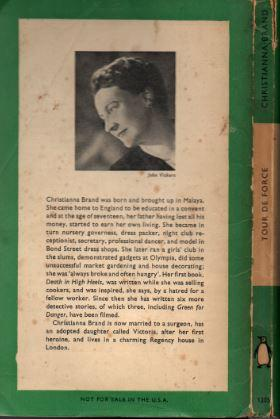 John Vickers
Christianna Brand was born and brought up in Malaya.
She came home to England to be educated in a convent
and at the age of seventeen, her father having lost all his
money, started to earn her own living. She became in
turn nursery governess, dress packer, night club re-
ceptionist, secretary, professional dancer, and model in
Bond Street dress shops. She later ran a girls' club in
the slums, demonstrated gadgets at Olympia, did some
unsuccessful market gardening and house decorating;
she was 'always broke and often hungry'. Her first book,
Death in High Heels, was written while she was selling
cookers, and was inspired, she says, by a hatred for a
fellow worker. Since then she has written six more
detective stories, of which three, including Green for
Danger, have been filmed.
Christianna Brand is now married to a surgeon, has
an adopted daughter called Victoria, after her first
heroine, and lives in a charming Regency house in
London.
NOT FOR SALE IN THE U.S.A.
CHRISTIANNA BRAND
TOUR DE FORCE